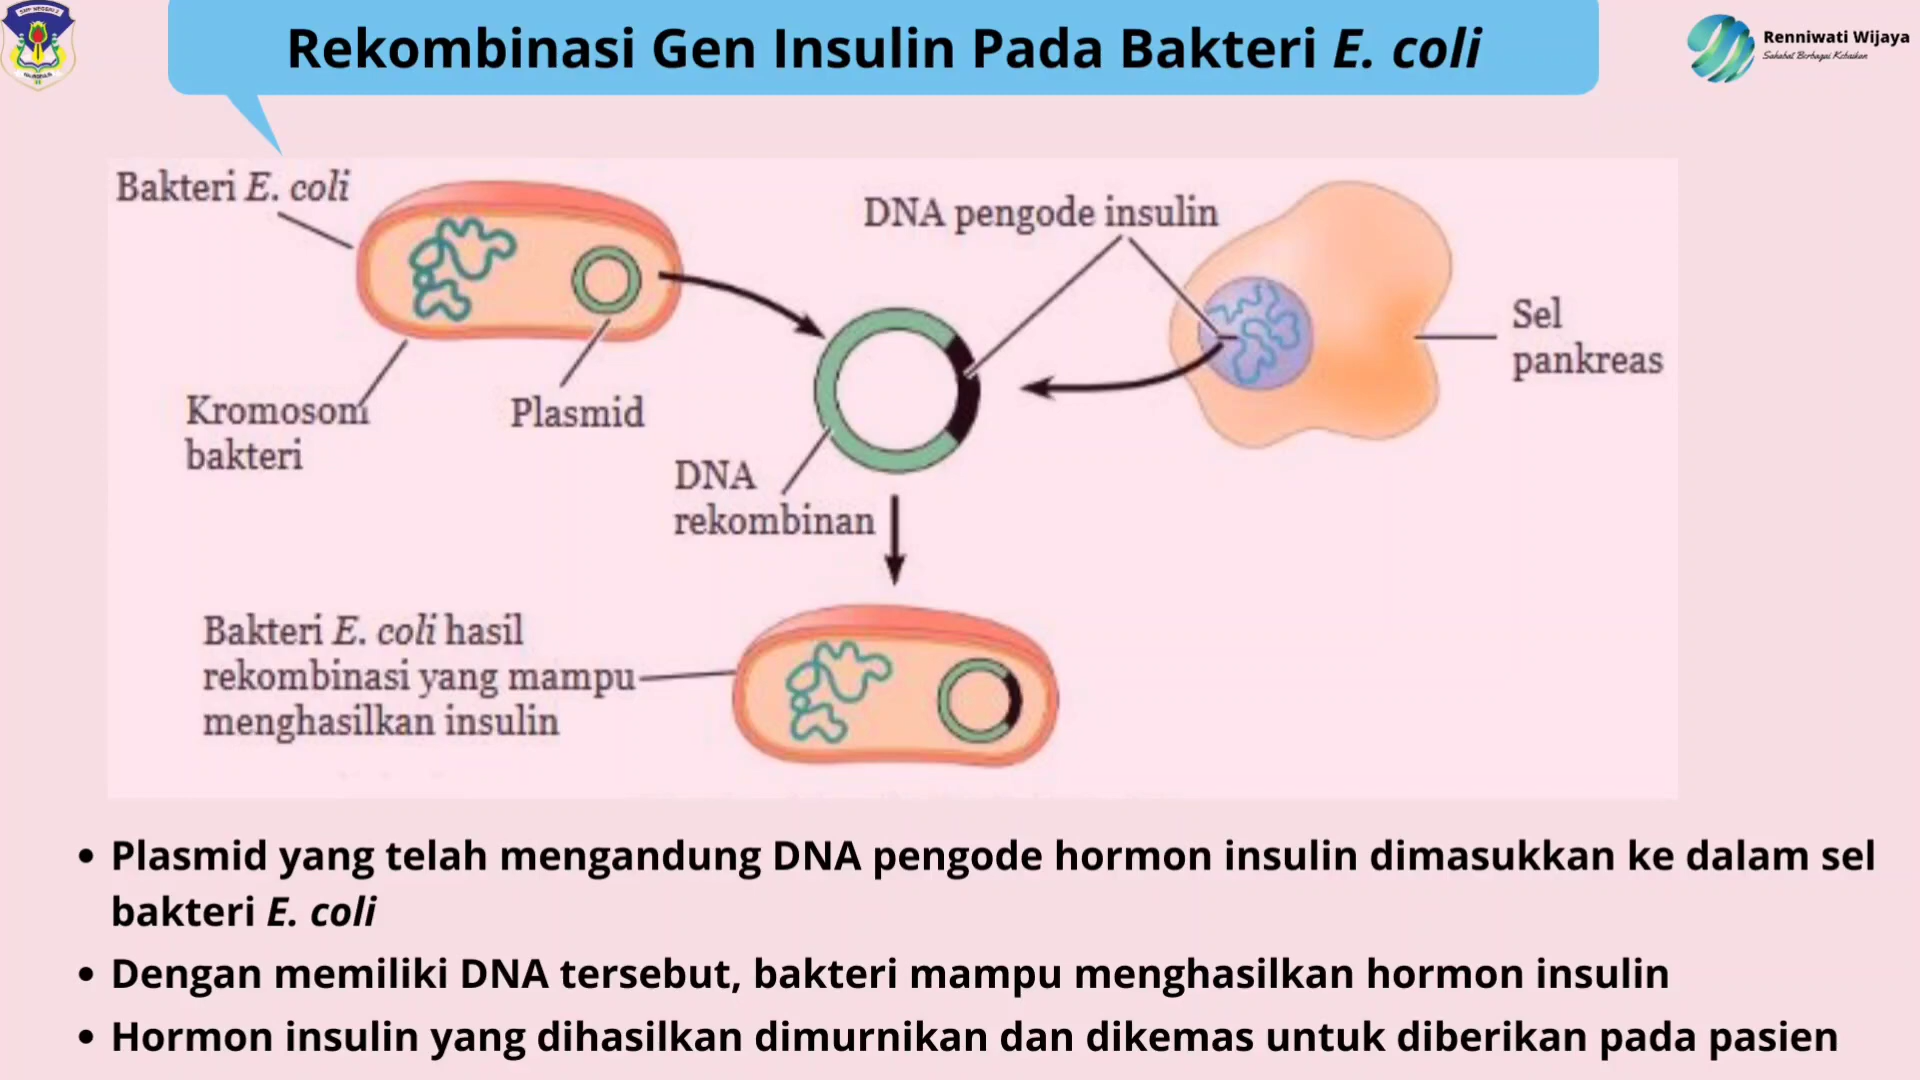 Rekombinasi Gen Insulin Pada Bakteri E. coli
Renniwati Wijaya
Sahabat Berbagai Kebaikan
Bakteri E. coli
DNA pengode insulin
Sel
pankreas
Kromosom
bakteri
Plasmid
DNA
rekombinan
Bakteri E. coli hasil
rekombinasi yang mampu
menghasilkan insulin
Plasmid yang telah mengandung DNA pengode hormon insulin dimasukkan ke dalam sel
bakteri E. coli
Dengan memiliki DNA tersebut, bakteri mampu menghasilkan hormon insulin
Hormon insulin yang dihasilkan dimurnikan dan dikemas untuk diberikan pada pasien